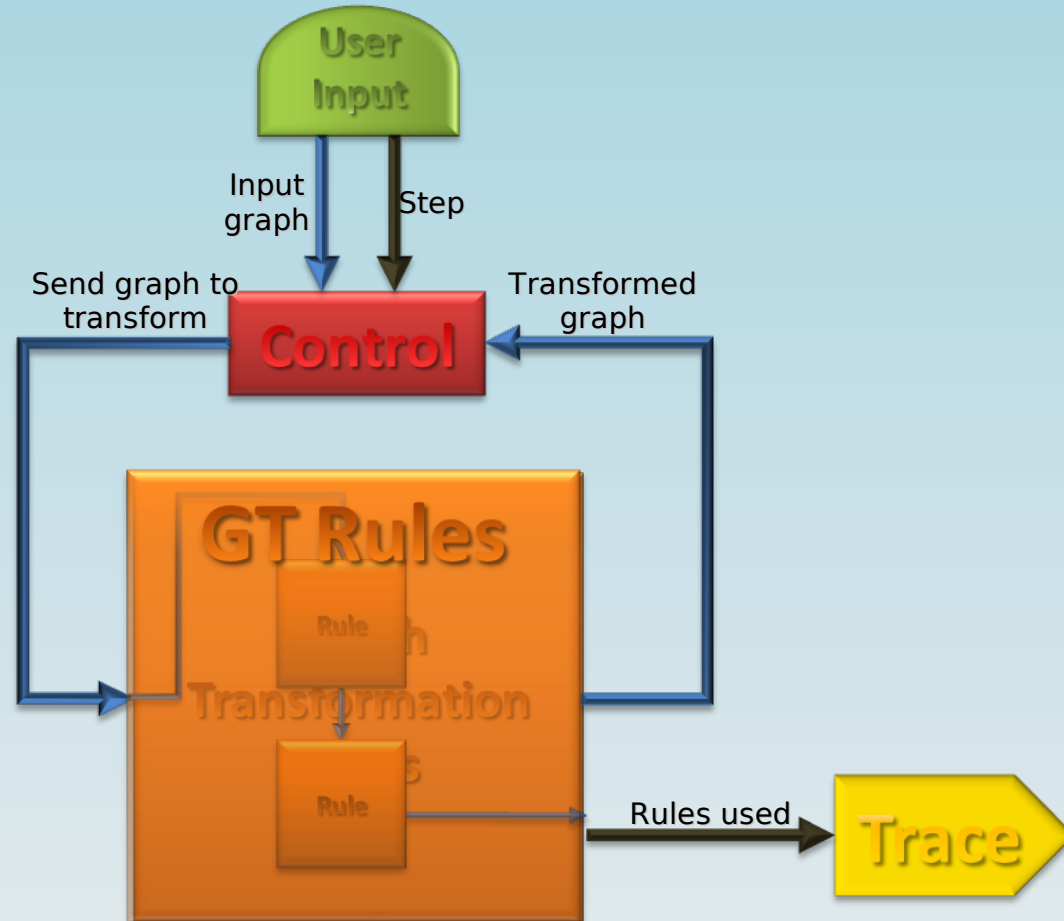 User
Input
Input
graph
Step
Send graph to
transform
Transformed
graph
Control
GT Rules
Rule
Transformation
Rule
Rules used
Trace